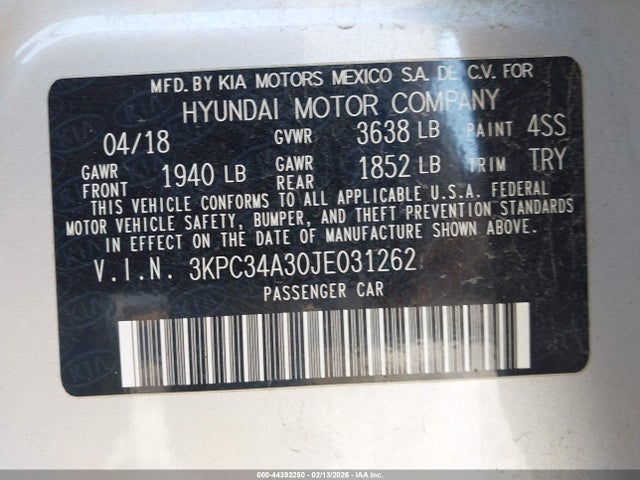 MFD. BY KIA MOTORS MEXICO S.A. DE C.V. FOR
HYUNDAI MOTOR COMPANY
04/18 GVWR 3638 LB PAINT 4SS
GAWR FRONT 1940 LB GAWR REAR 1852 LB TRIM TRY
THIS VEHICLE CONFORMS TO ALL APPLICABLE U.S.A. FEDERAL
MOTOR VEHICLE SAFETY, BUMPER, AND THEFT PREVENTION STANDARDS
IN EFFECT ON THE DATE OF MANUFACTURE SHOWN ABOVE.
V.I.N. 3KPC34A30JE031262
PASSENGER CAR
000-44393250 - 02/13/2026 - IAA Inc.